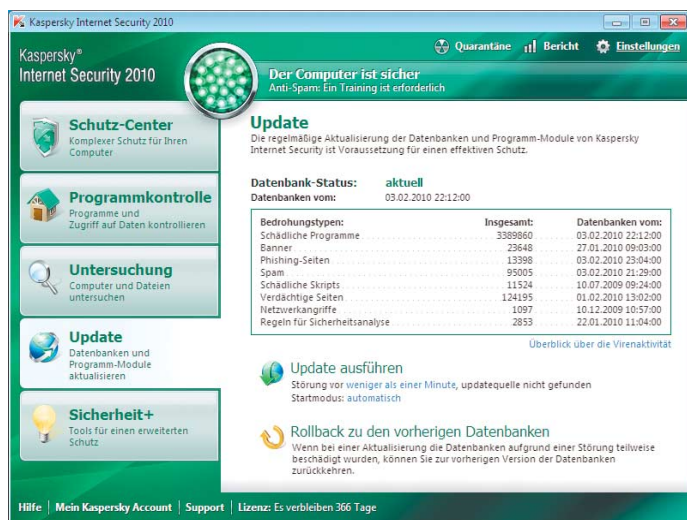 Kaspersky Internet Security 2010
Kaspersky®
Internet Security 2010
Quarantäne
Bericht
Einstellungen
Der Computer ist sicher
Anti-Spam: Ein Training ist erforderlich
Schutz-Center
Komplexer Schutz für Ihren
Computer
Programmkontrolle
Programme und
Zugriff auf Daten kontrollieren
Untersuchung
Computer und Dateien
untersuchen
Update
Datenbanken und
Programm-Module
aktualisieren
Sicherheit+
Tools für einen erweiterten
Schutz
Update
Die regelmäßige Aktualisierung der Datenbanken und Programm-Module von Kaspersky
Internet Security ist Voraussetzung für einen effektiven Schutz.
Datenbank-Status: aktuell
Datenbanken vom: 03.02.2010 22:12:00
Bedrohungstypen: Insgesamt: Datenbanken vom:
Schädliche Programme 3389860 03.02.2010 22:12:00
Banner 23648 27.01.2010 09:03:00
Phishing-Seiten 13398 03.02.2010 23:04:00
Spam 95005 03.02.2010 21:29:00
Schädliche Skripts 11524 10.07.2009 09:24:00
Verdächtige Seiten 124195 01.02.2010 13:02:00
Netzwerkangriffe 1097 10.12.2009 10:57:00
Regeln für Sicherheitsanalyse 2853 22.01.2010 11:04:00
Überblick über die Virenaktivität
Update ausführen
Störung vor weniger als einer Minute, updatequelle nicht gefunden
Startmodus: automatisch
Rollback zu den vorherigen Datenbanken
Wenn bei einer Aktualisierung die Datenbanken aufgrund einer Störung teilweise
beschädigt wurden, können Sie zur vorherigen Version der Datenbanken
zurückkehren.
Hilfe | Mein Kaspersky Account | Support | Lizenz: Es verbleiben 366 Tage